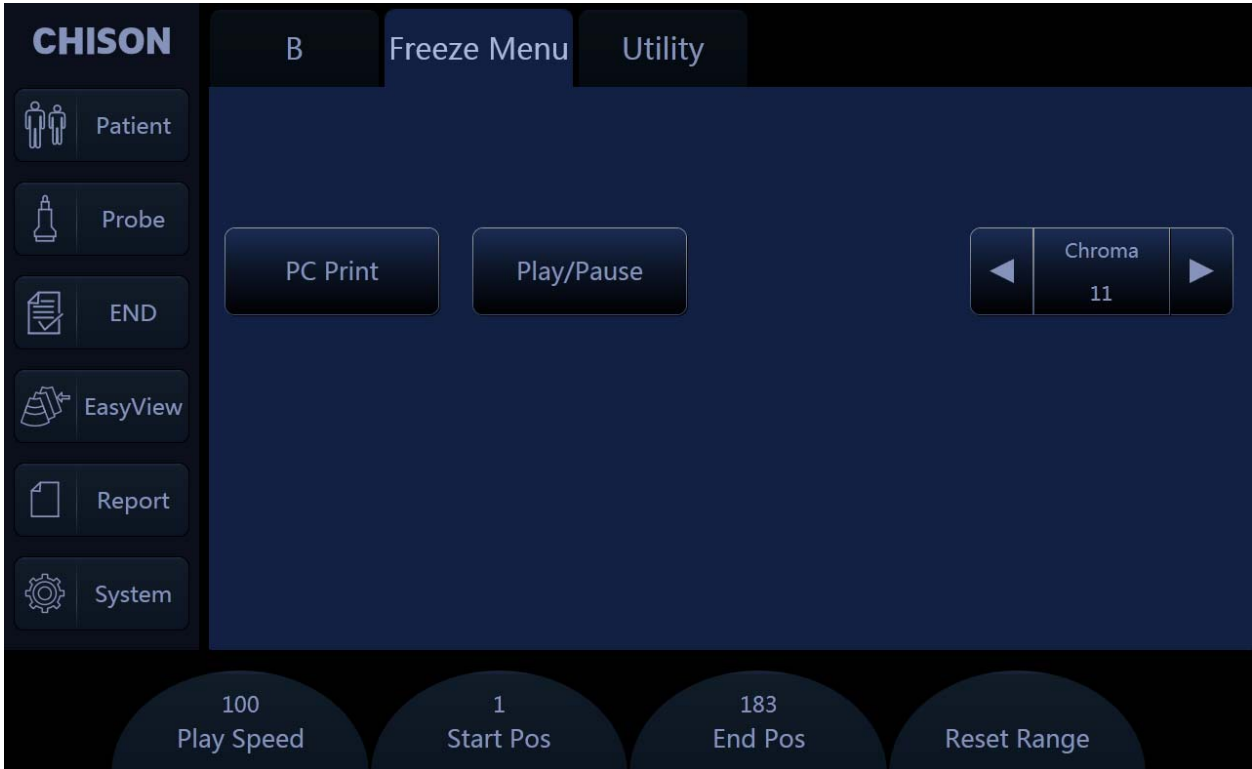 CHISON
B
Freeze Menu
Utility
Patient
Probe
END
EasyView
Report
System
PC Print
Play/Pause
Chroma
11
100
Play Speed
1
Start Pos
183
End Pos
Reset Range